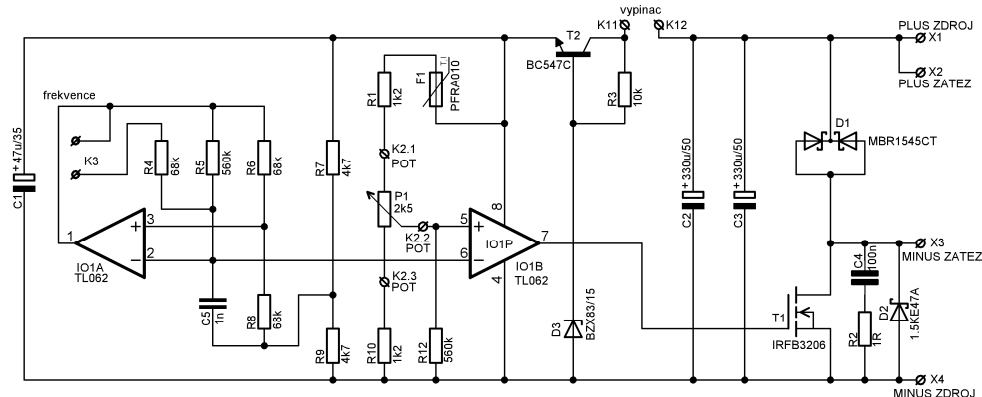 vypinac
K11
K12
PLUS ZDROJ
X1
X2
PLUS ZATEZ
T2
BC547C
R3
10k
R1
1k2
F1
PFRA010
frekvence
K3
C1
+ 47u/35
R4
68k
R5
560k
R6
68k
R7
4k7
K2.1
POT
P1
2k5
K2.2
POT
K2.3
POT
+ 330u/50
C2
+ 330u/50
C3
D1
MBR1545CT
1
3
2
+
−
IO1A
TL062
8
5
6
+
−
IO1P
7
4
IO1B
TL062
X3
MINUS ZATEZ
C4
100n
C5
1n
R8
68k
R9
4k7
R10
1k2
R12
560k
D3
BZX83/15
T1
IRFB3206
R2
1R
D2
1.5KE47A
X4
MINUS ZDROJ